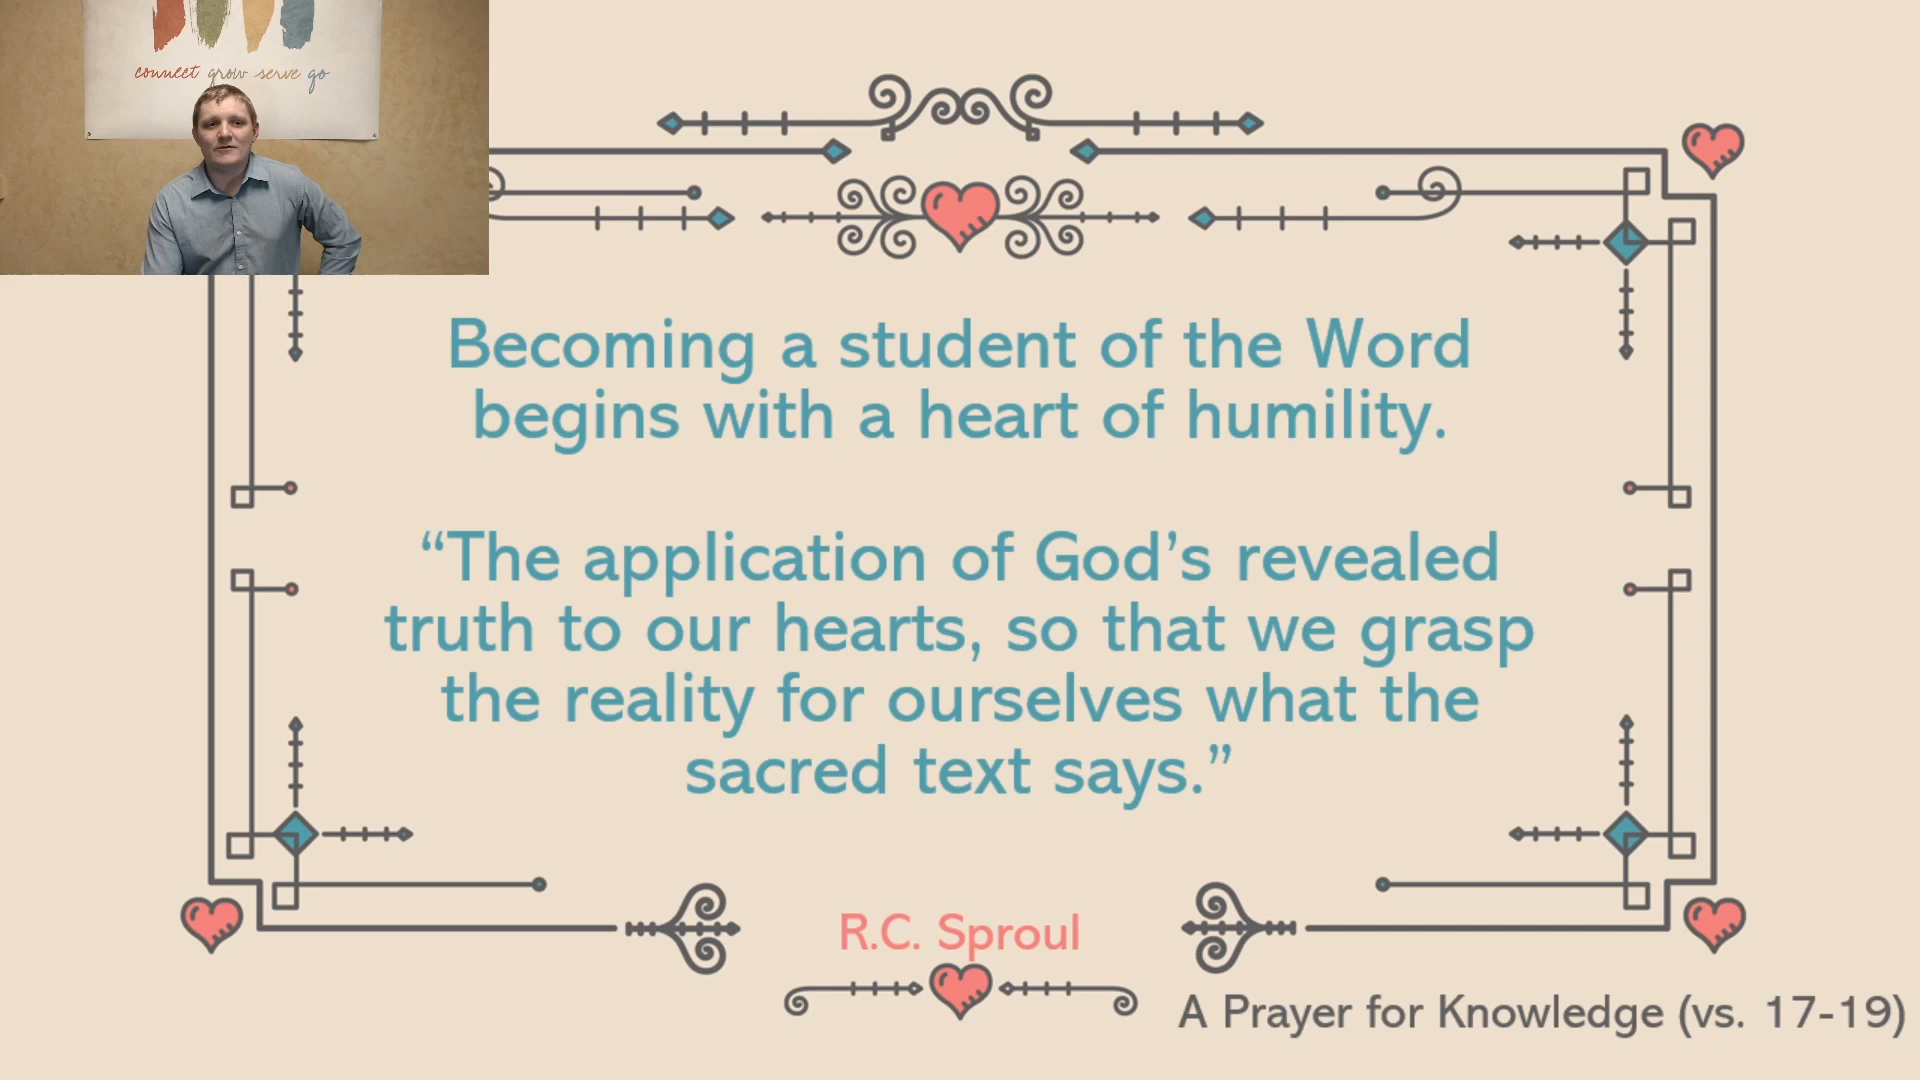 connect grow serve go
Becoming a student of the Word
begins with a heart of humility.
“The application of God’s revealed
truth to our hearts, so that we grasp
the reality for ourselves what the
sacred text says.”
R.C. Sproul
A Prayer for Knowledge (vs. 17-19)